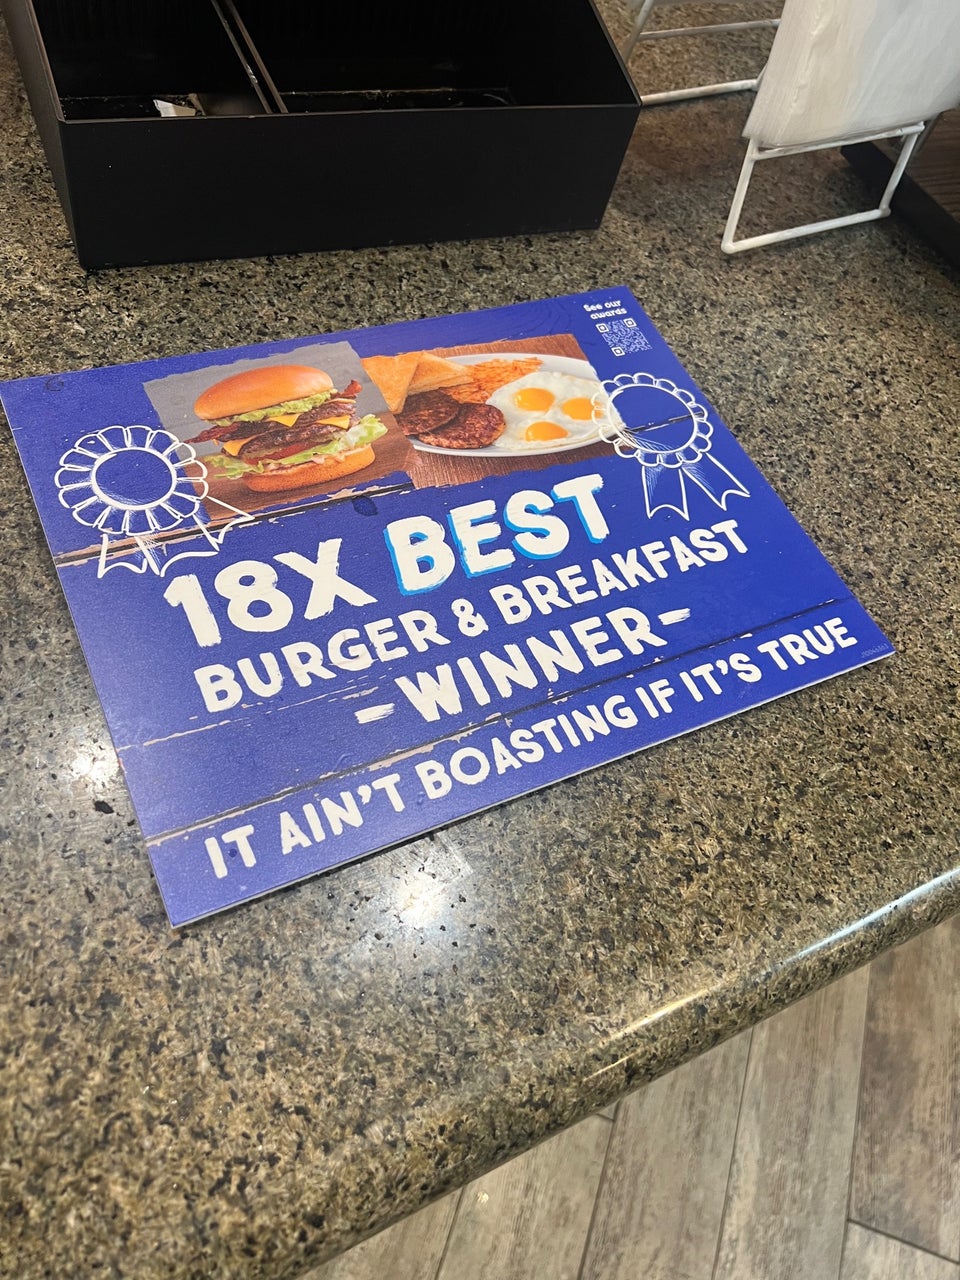 See our
awards
18X BEST
BURGER & BREAKFAST
-WINNER-
IT AIN'T BOASTING IF IT'S TRUE